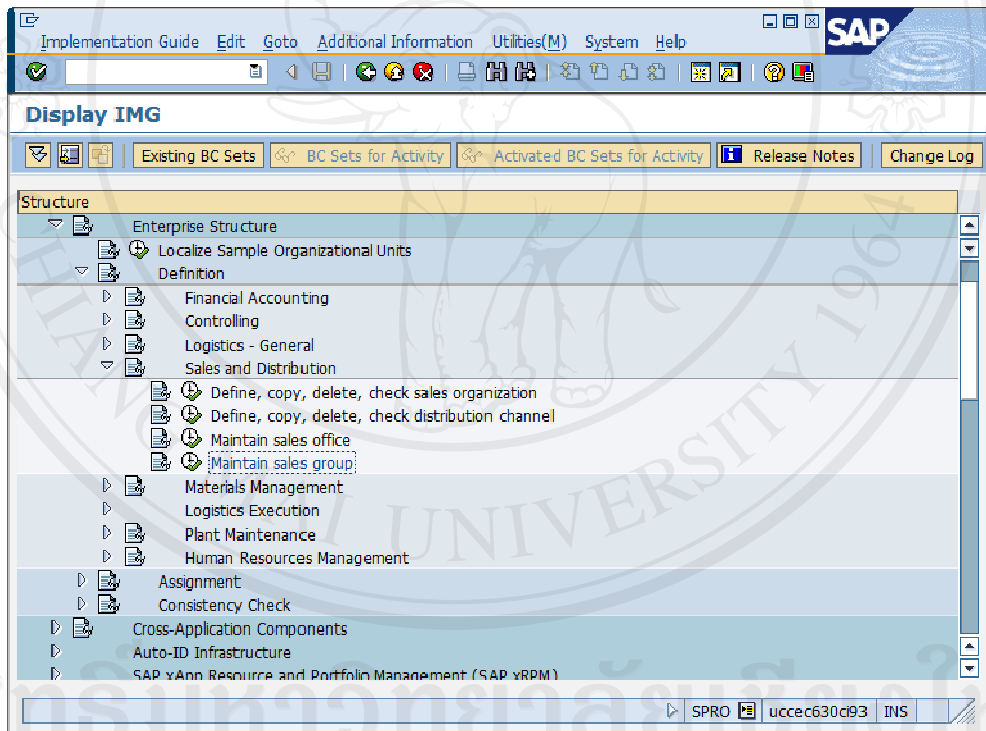 Implementation Guide Edit Goto Additional Information Utilities(M) System Help
SAP
Display IMG
Existing BC Sets BC Sets for Activity Activated BC Sets for Activity Release Notes Change Log
Structure
Enterprise Structure
Localize Sample Organizational Units
Definition
Financial Accounting
Controlling
Logistics - General
Sales and Distribution
Define, copy, delete, check sales organization
Define, copy, delete, check distribution channel
Maintain sales office
Maintain sales group
Materials Management
Logistics Execution
Plant Maintenance
Human Resources Management
Assignment
Consistency Check
Cross-Application Components
Auto-ID Infrastructure
SAP xApp Resource and Portfolio Management (SAP xRPM)
SPRO uccec630ci93 INS
UNIVERSITY 1964